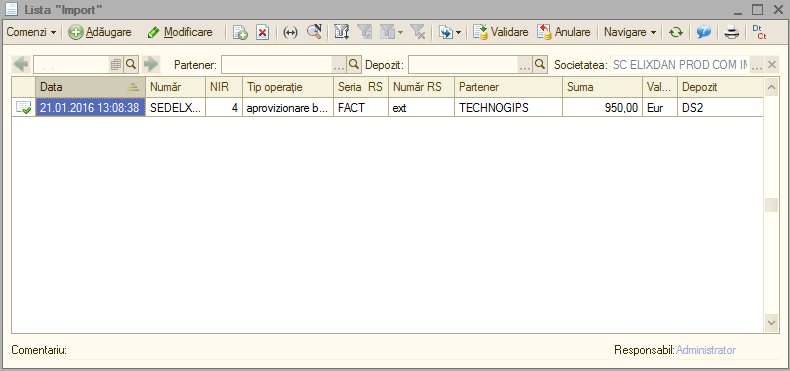 Lista "Import"
Comenzi Adăugare Modificare Validare Anulare Navigare Dt Ct
. . Partener: ... Depozit: ... Societatea: SC ELIXDAN PROD COM IM ...
Data Număr NIR Tip operație Seria RS Număr RS Partener Suma Val... Depozit
21.01.2016 13:08:38 SEDELX... 4 aprovizionare b... FACT ext TECHNOGIPS 950,00 Eur DS2
Comentariu: Responsabil: Administrator